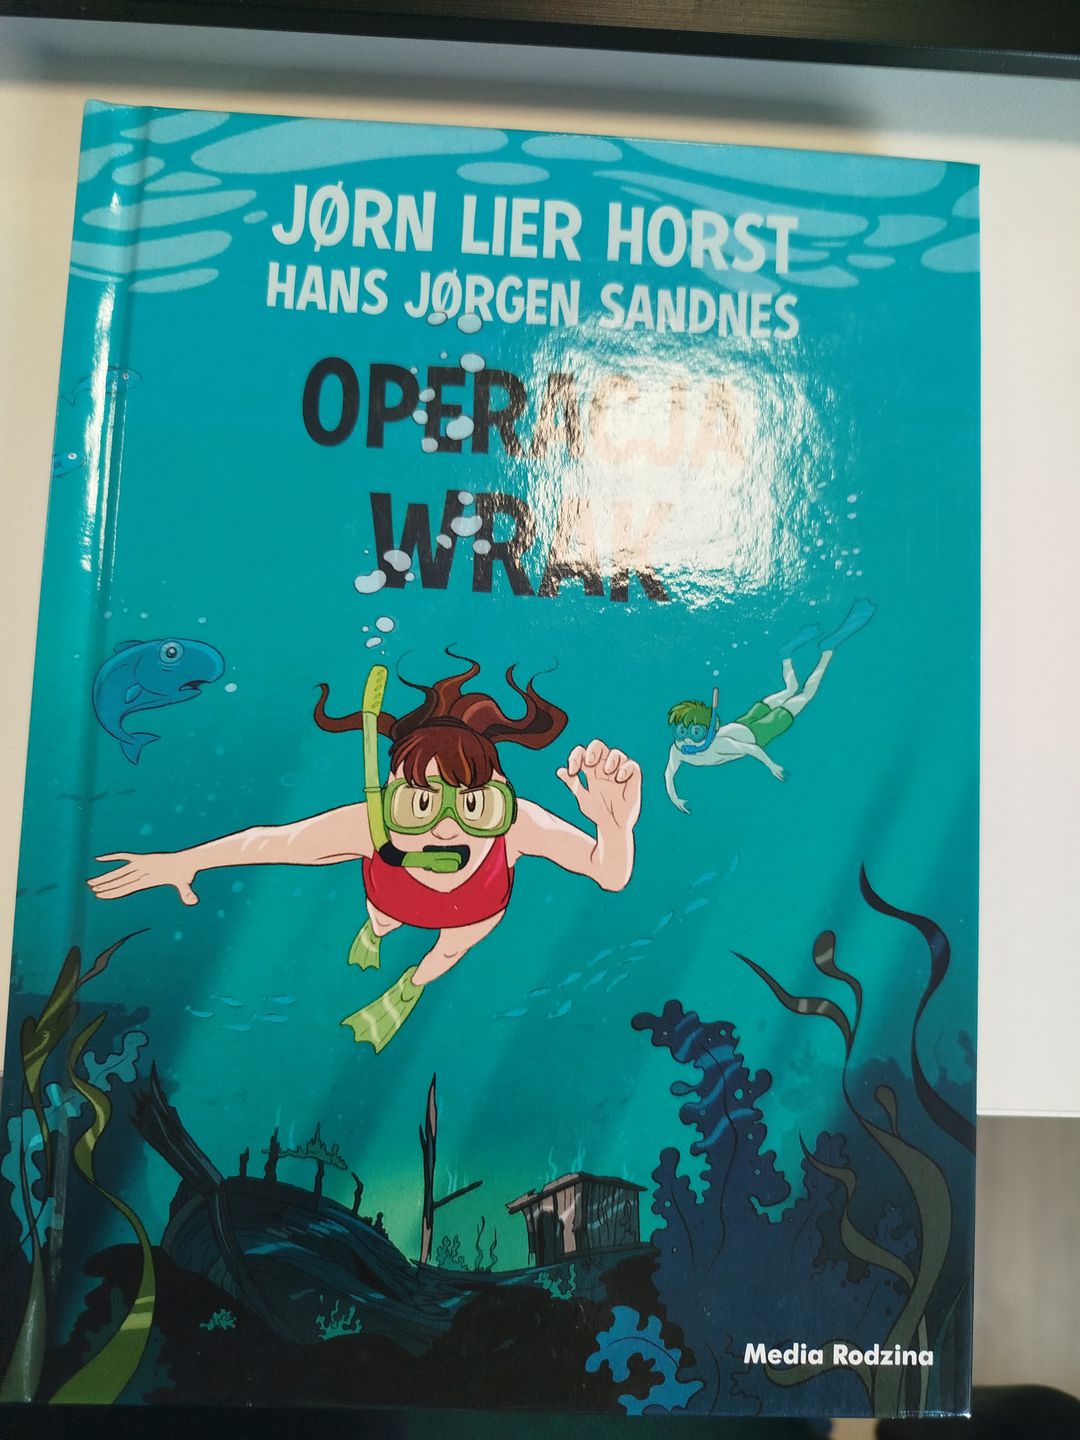 JØRN LIER HORST
HANS JØRGEN SANDNES
OPERACJA
WRAK
Media Rodzina